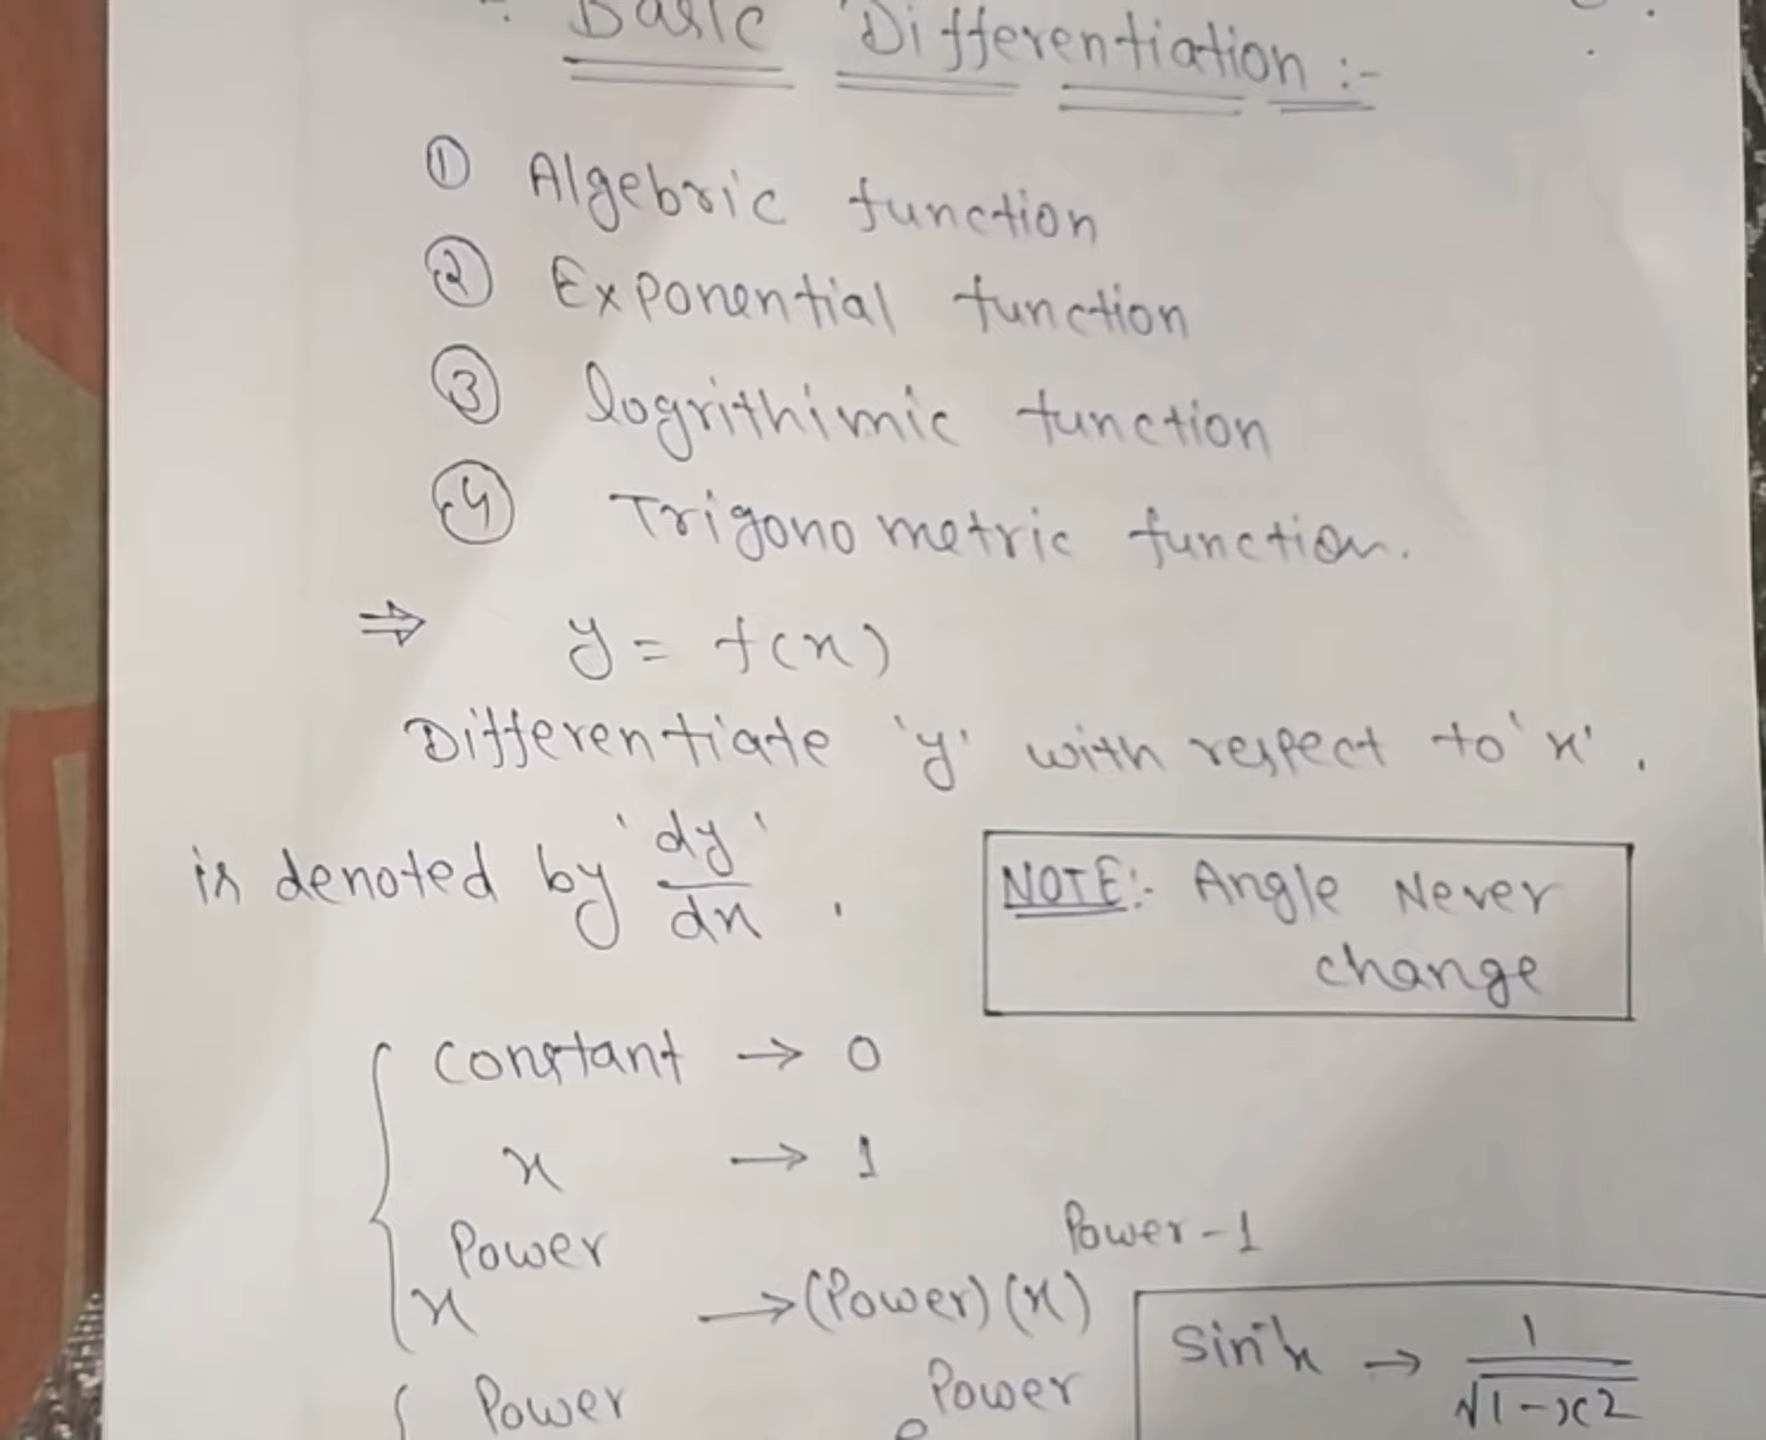 Basic Differentiation :-
① Algebric function
② Exponential function
③ logrithimic function
④ Trigonometric function.
⇒ y = f(x)
Differentiate 'y' with respect to 'x'.
is denoted by 'dy/dx'.
NOTE:- Angle Never
change
Constant → 0
x → 1
x^Power → (Power)(x)^Power-1
Power Power
e
sin⁻¹x → 1/√1-x2